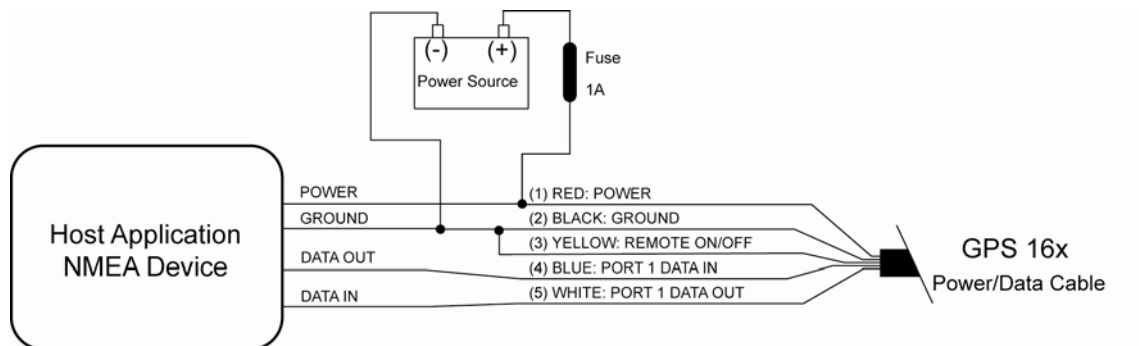 (-) (+)
Power Source
Fuse
1A
Host Application
NMEA Device
POWER
GROUND
DATA OUT
DATA IN
(1) RED: POWER
(2) BLACK: GROUND
(3) YELLOW: REMOTE ON/OFF
(4) BLUE: PORT 1 DATA IN
(5) WHITE: PORT 1 DATA OUT
GPS 16x
Power/Data Cable